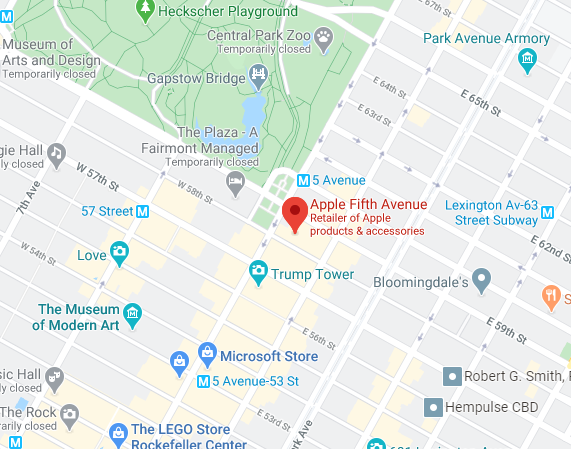 Heckscher Playground
M
Museum of
Arts and Design
Temporarily closed
Central Park Zoo
Temporarily closed
Park Avenue Armory
Gapstow Bridge
E 64th St
E 65th St
E 63rd St
The Plaza - A
Fairmont Managed
Temporarily closed
gie Hall
ly closed
W 57th St
W 58th St
M 5 Avenue
Apple Fifth Avenue
Retailer of Apple
products & accessories
7th Ave
57 Street M
Lexington Av-63
Street Subway M
E 62nd St
W 54th St
Love
Trump Tower
Bloomingdale's
The Museum
of Modern Art
S
E 59th St
E 56th St
Microsoft Store
sic Hall
ly closed
M 5 Avenue-53 St
Robert G. Smith, P
Hempulse CBD
The Rock
rarily closed
E 53rd St
rk Ave
The LEGO Store
Rockefeller Center
M